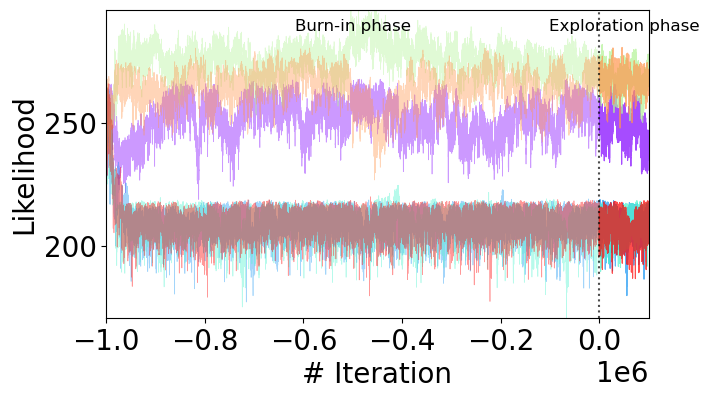 Burn-in phase
Exploration phase
Likelihood
250
200
−1.0 −0.8 −0.6 −0.4 −0.2 0.0
# Iteration
1e6